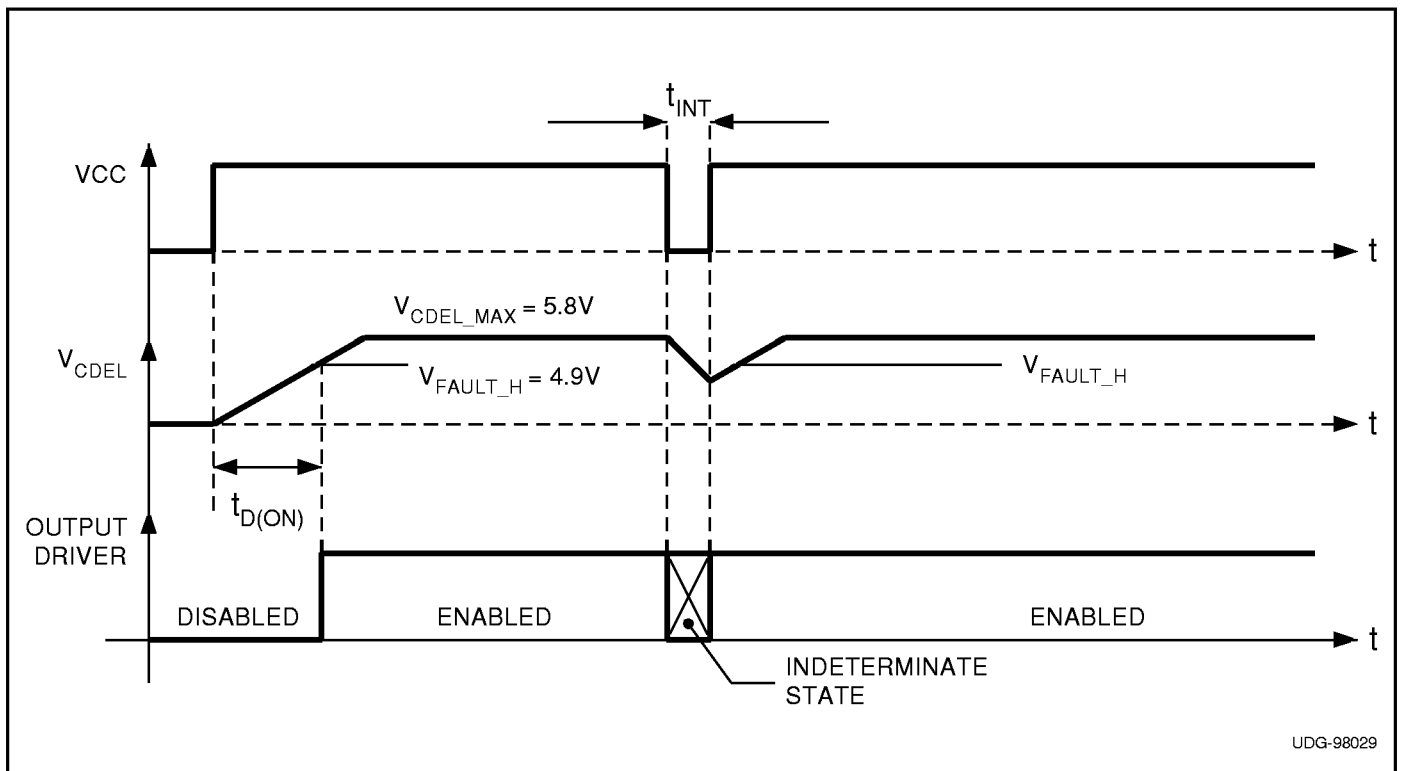 tINT
VCC
t
VCDEL_MAX = 5.8V
VCDEL
VFAULT_H = 4.9V
VFAULT_H
t
tD(ON)
OUTPUT
DRIVER
DISABLED
ENABLED
ENABLED
t
INDETERMINATE
STATE
UDG-98029